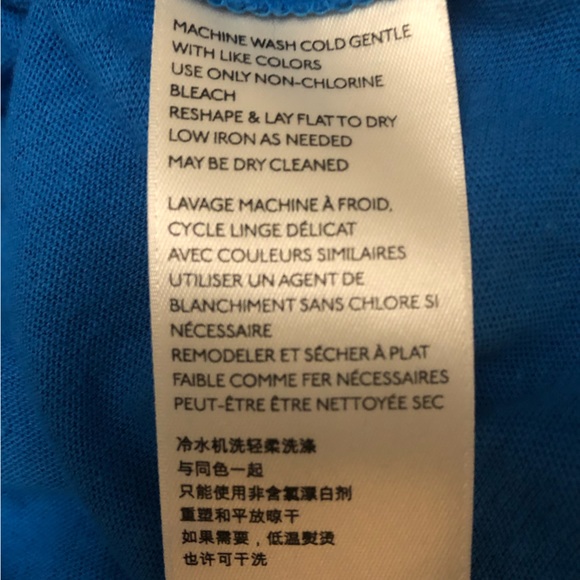 MACHINE WASH COLD GENTLE
WITH LIKE COLORS
USE ONLY NON-CHLORINE
BLEACH
RESHAPE & LAY FLAT TO DRY
LOW IRON AS NEEDED
MAY BE DRY CLEANED
LAVAGE MACHINE À FROID,
CYCLE LINGE DÉLICAT
AVEC COULEURS SIMILAIRES
UTILISER UN AGENT DE
BLANCHIMENT SANS CHLORE SI
NÉCESSAIRE
REMODELER ET SÉCHER À PLAT
FAIBLE COMME FER NÉCESSAIRES
PEUT-ÊTRE ÊTRE NETTOYÉE SEC
冷水机洗轻柔洗涤
与同色一起
只能使用非含氯漂白剂
重塑和平放晾干
如果需要，低温熨烫
也许可干洗